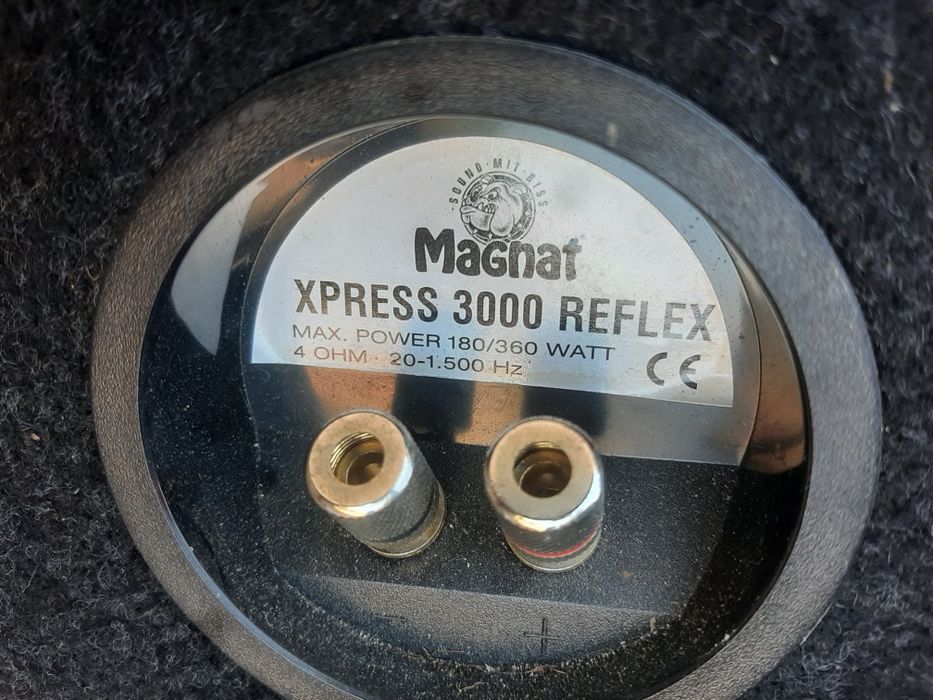 SOUND·MIT·BISS
Magnat
XPRESS 3000 REFLEX
MAX. POWER 180/360 WATT
4 OHM · 20-1.500 Hz
CE
- +